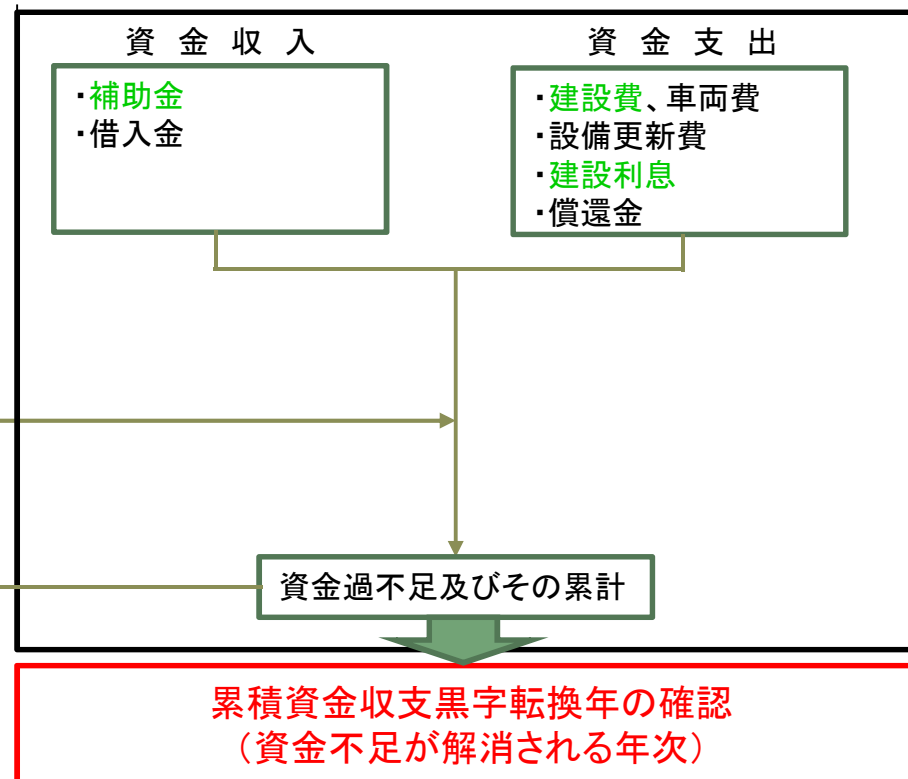 資金収入
・補助金
・借入金
資金支出
・建設費、車両費
・設備更新費
・建設利息
・償還金
資金過不足及びその累計
累積資金収支黒字転換年の確認
（資金不足が解消される年次）